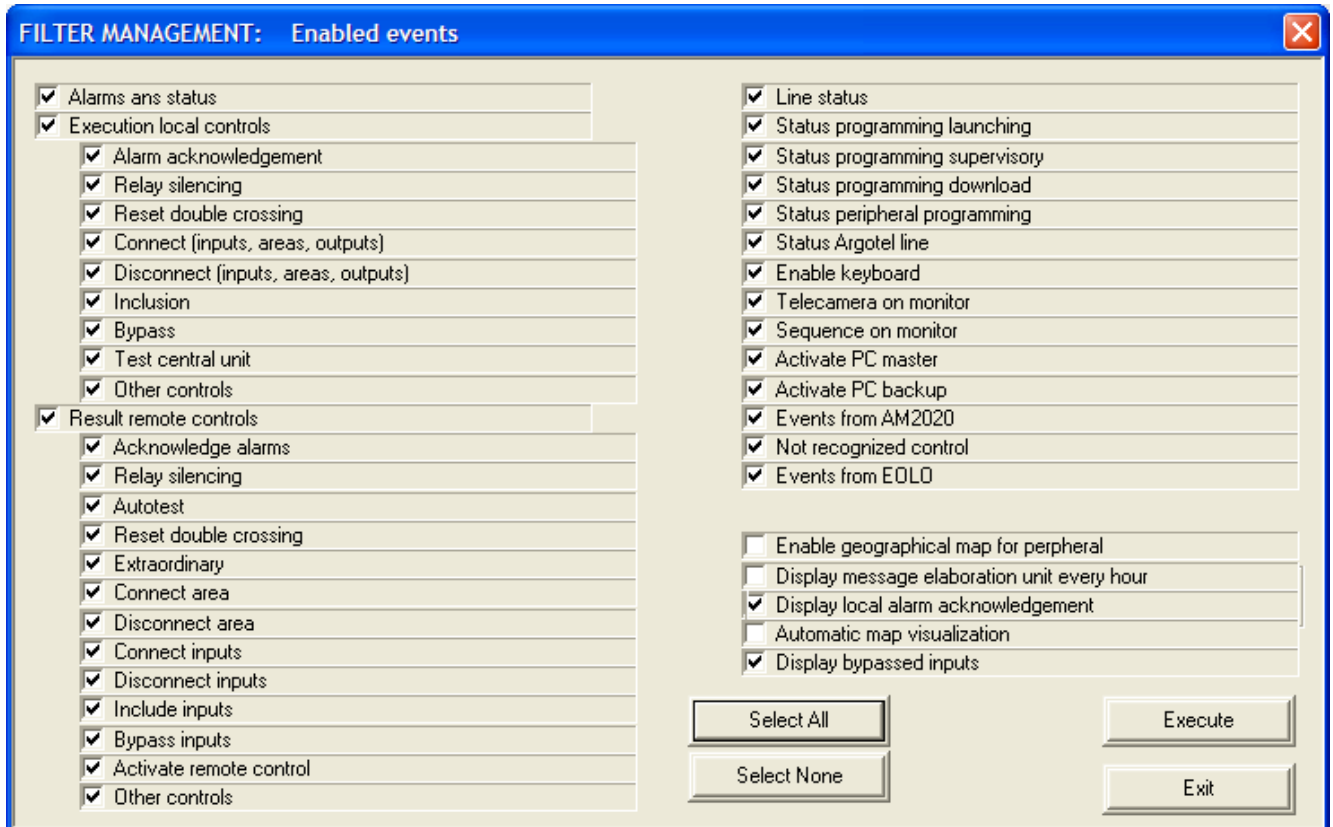 FILTER MANAGEMENT: Enabled events
Alarms ans status
Execution local controls
Alarm acknowledgement
Relay silencing
Reset double crossing
Connect (inputs, areas, outputs)
Disconnect (inputs, areas, outputs)
Inclusion
Bypass
Test central unit
Other controls
Result remote controls
Acknowledge alarms
Relay silencing
Autotest
Reset double crossing
Extraordinary
Connect area
Disconnect area
Connect inputs
Disconnect inputs
Include inputs
Bypass inputs
Activate remote control
Other controls
Line status
Status programming launching
Status programming supervisory
Status programming download
Status peripheral programming
Status Argotel line
Enable keyboard
Telecamera on monitor
Sequence on monitor
Activate PC master
Activate PC backup
Events from AM2020
Not recognized control
Events from EOLO
Enable geographical map for perpheral
Display message elaboration unit every hour
Display local alarm acknowledgement
Automatic map visualization
Display bypassed inputs
Select All
Execute
Select None
Exit